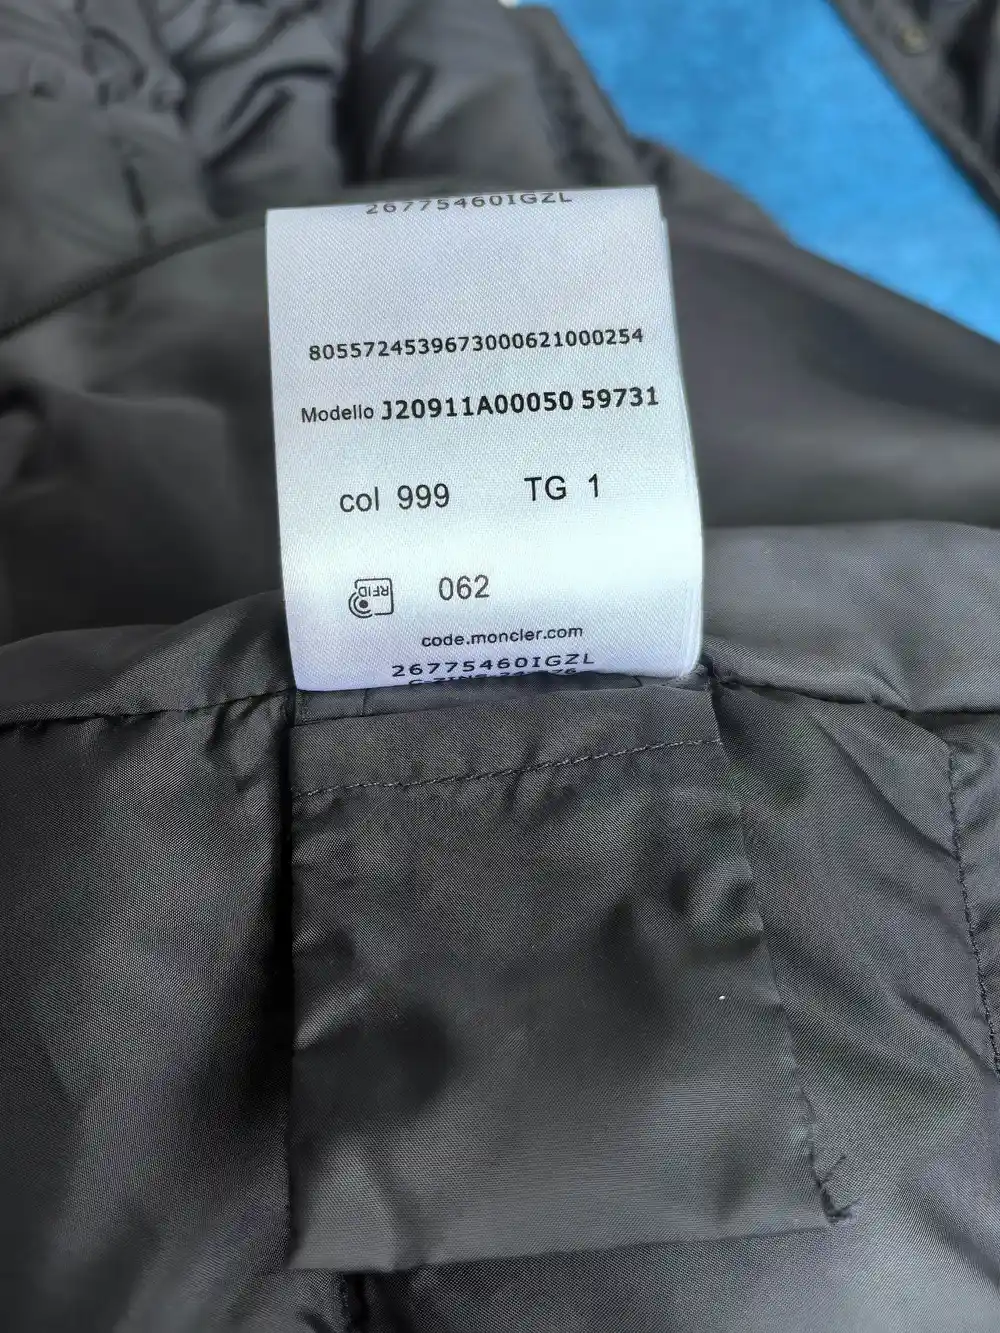 26775460IGZL
8055724539673000621000254
Modello J20911A00050 59731
col 999 TG 1
RFID 062
code.moncler.com
26775460IGZL